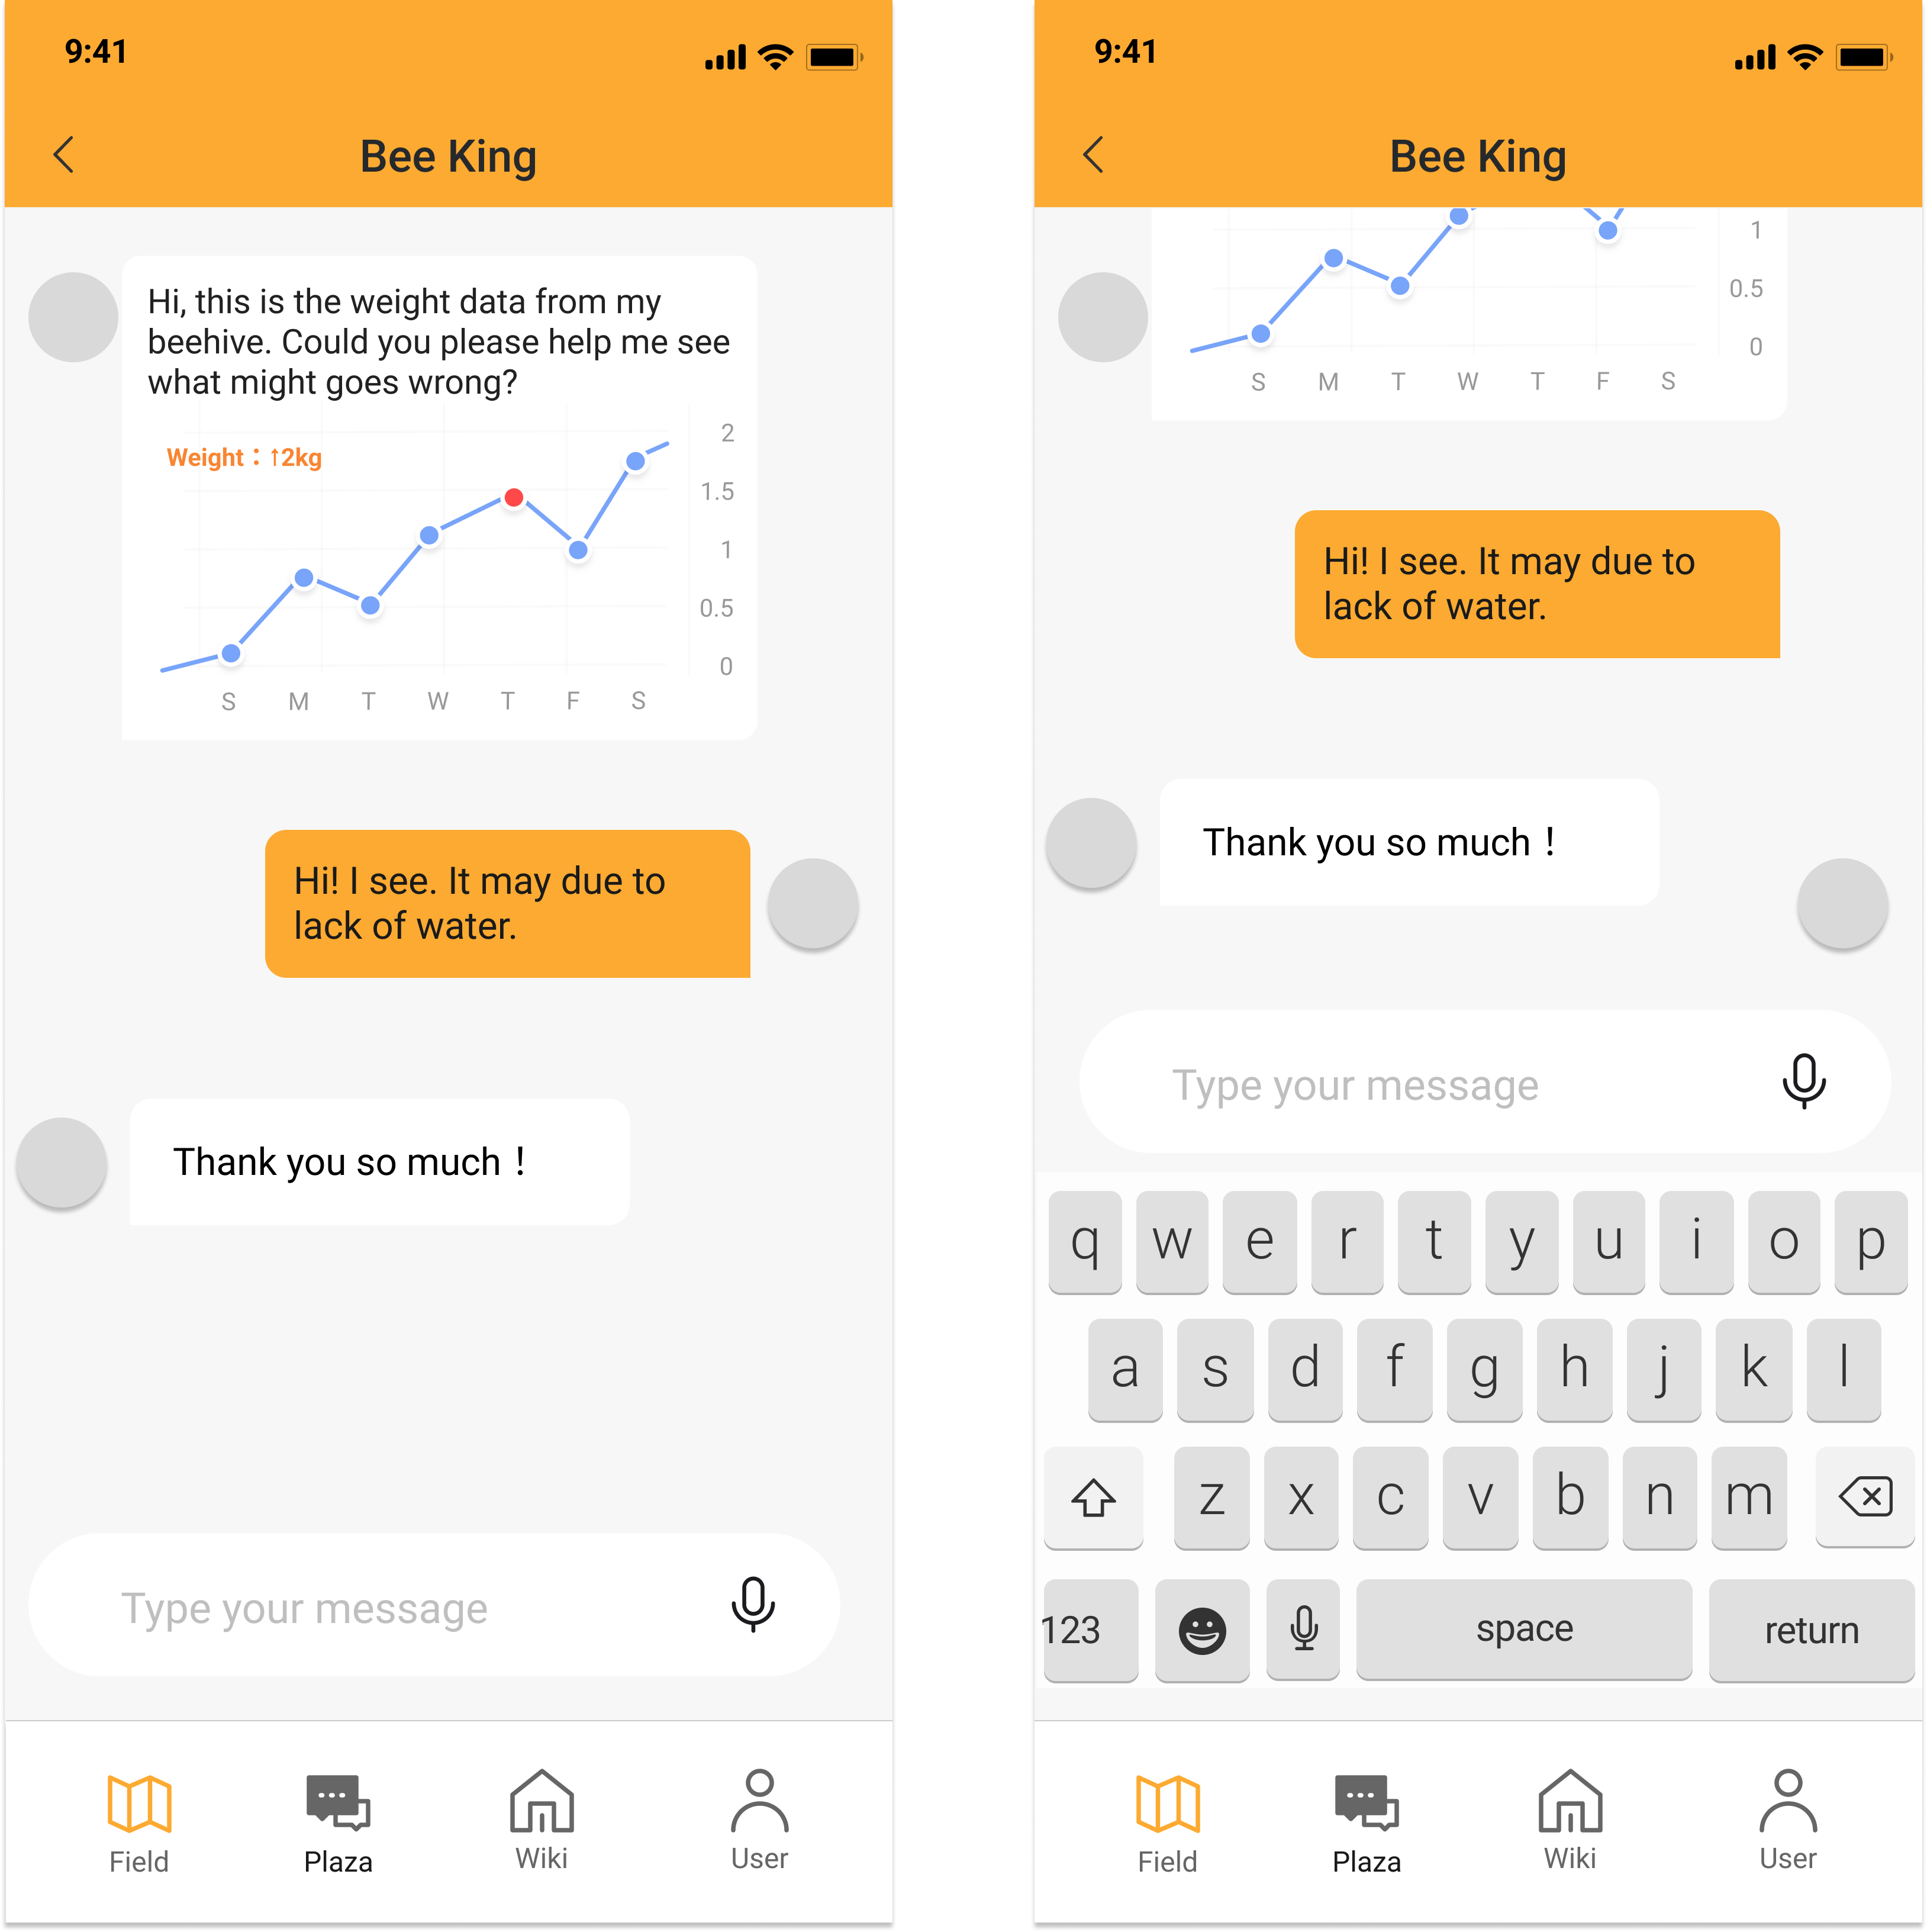 9:41
Bee King
Hi, this is the weight data from my
beehive. Could you please help me see
what might goes wrong?
Weight：↑2kg
2
1.5
1
0.5
0
S M T W T F S
Hi! I see. It may due to
lack of water.
Thank you so much！
Type your message
Field Plaza Wiki User
9:41
Bee King
1
0.5
0
S M T W T F S
Hi! I see. It may due to
lack of water.
Thank you so much！
Type your message
q w e r t y u i o p
a s d f g h j k l
z x c v b n m
123 space return
Field Plaza Wiki User